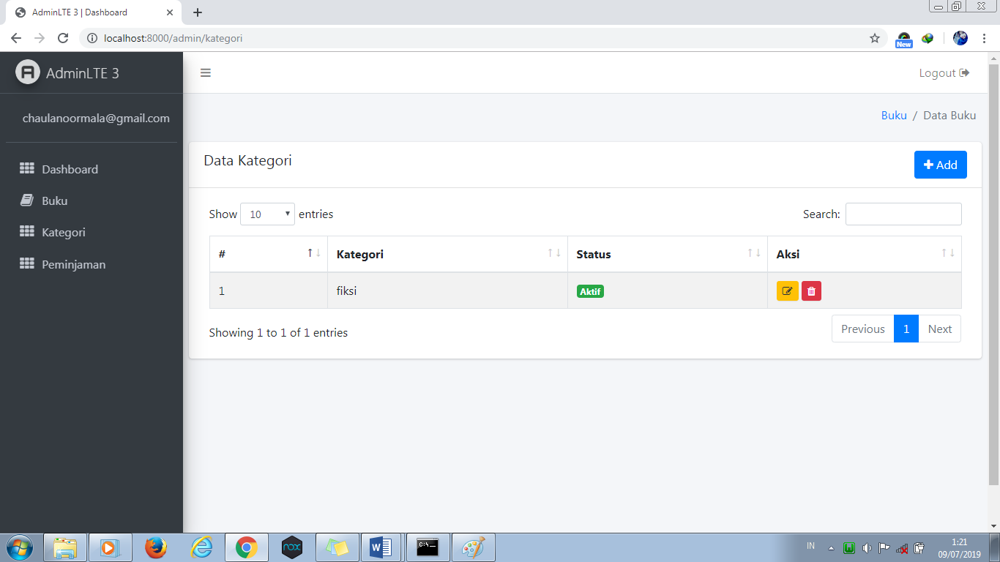 AdminLTE 3 | Dashboard
localhost:8000/admin/kategori
New
AdminLTE 3
Logout
chaulanoormala@gmail.com
Buku / Data Buku
Dashboard
Buku
Kategori
Peminjaman
Data Kategori
Add
Show 10 entries
Search:
# Kategori Status Aksi
1 fiksi Aktif
Showing 1 to 1 of 1 entries
Previous 1 Next
nox
W
C:\
IN
1:21
09/07/2019